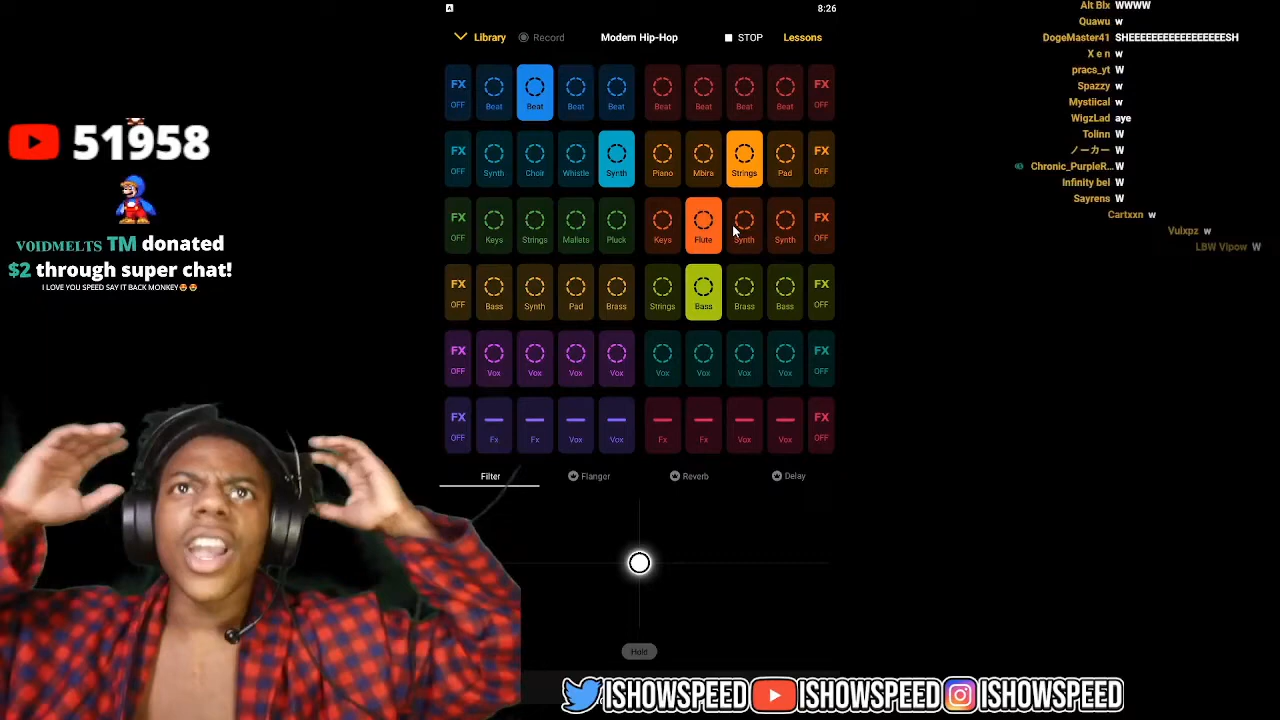 8:26
Library Record Modern Hip-Hop STOP Lessons
FX OFF Beat Beat Beat Beat Beat Beat Beat Beat FX OFF
FX OFF Synth Choir Whistle Synth Piano Mbira Strings Pad FX OFF
FX OFF Keys Strings Mallets Pluck Keys Flute Synth Synth FX OFF
FX OFF Bass Synth Pad Brass Strings Bass Brass Bass FX OFF
FX OFF Vox Vox Vox Vox Vox Vox Vox Vox FX OFF
FX OFF Fx Fx Vox Vox Fx Fx Vox Vox FX OFF
Filter Flanger Reverb Delay
Hold
51958
VOIDMELTS TM donated
$2 through super chat!
I LOVE YOU SPEED SAY IT BACK MONKEY
Alt Blx WWWW
Quawu w
DogeMaster41 SHEEEEEEEEEEEEEEEESH
X e n w
pracs_yt W
Spazzy w
Mystiical w
WigzLad aye
Tolinn W
ノーカー W
Chronic_PurpleR... W
Infinity bel W
Sayrens W
Cartxxn w
Vulxpz w
LBW Vipow W
ISHOWSPEED ISHOWSPEED ISHOWSPEED